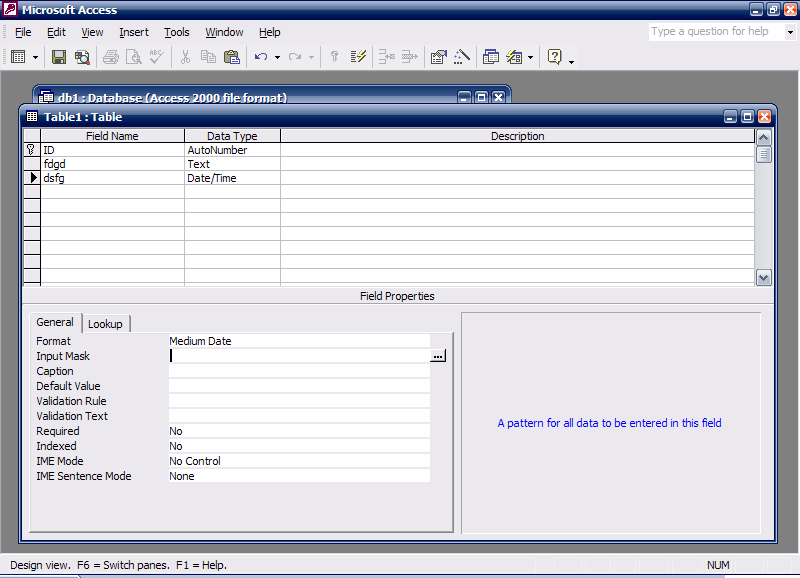 Microsoft Access
File Edit View Insert Tools Window Help Type a question for help
db1 : Database (Access 2000 file format)
Table1 : Table
Field Name Data Type Description
ID AutoNumber
fdgd Text
dsfg Date/Time
Field Properties
General Lookup
Format Medium Date
Input Mask ...
Caption
Default Value
Validation Rule
Validation Text
Required No
Indexed No
IME Mode No Control
IME Sentence Mode None
A pattern for all data to be entered in this field
Design view. F6 = Switch panes. F1 = Help. NUM